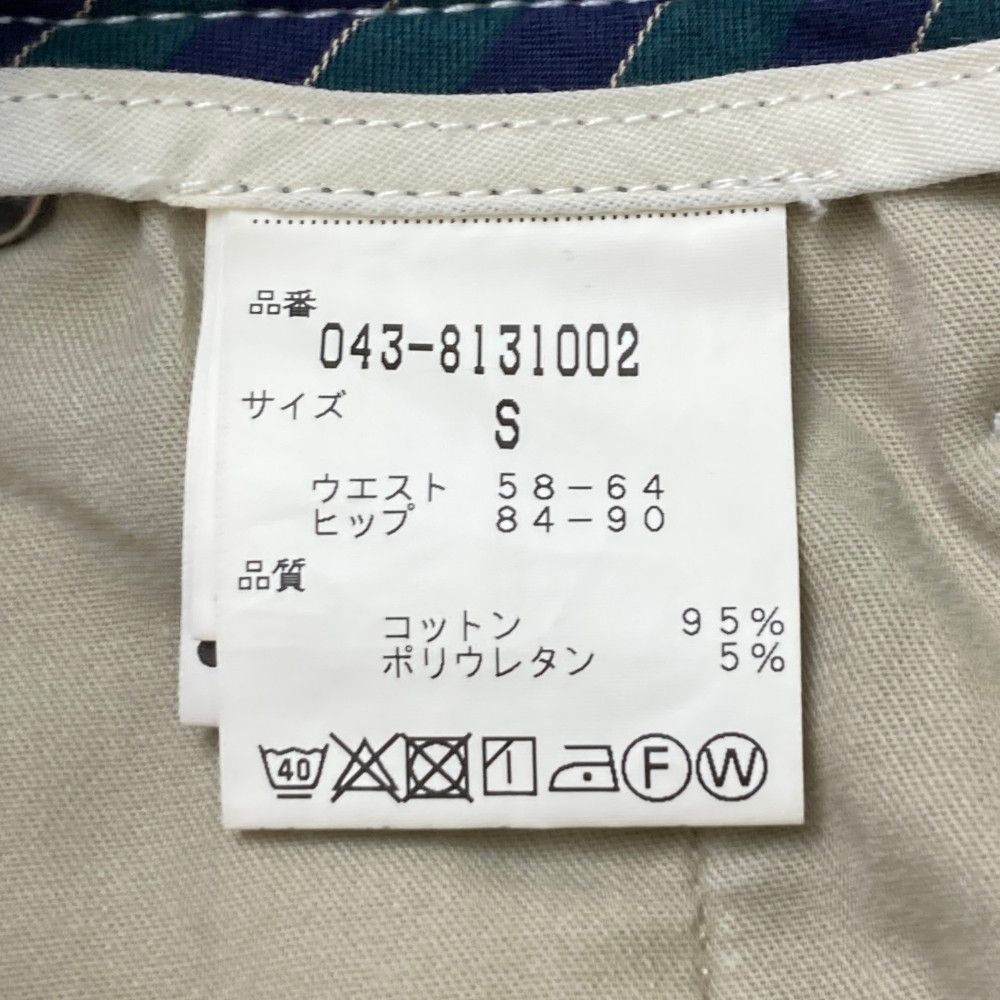 品番
043-8131002
サイズ
S
ウエスト 58-64
ヒップ 84-90
品質
コットン 95%
ポリウレタン 5%
40 F W